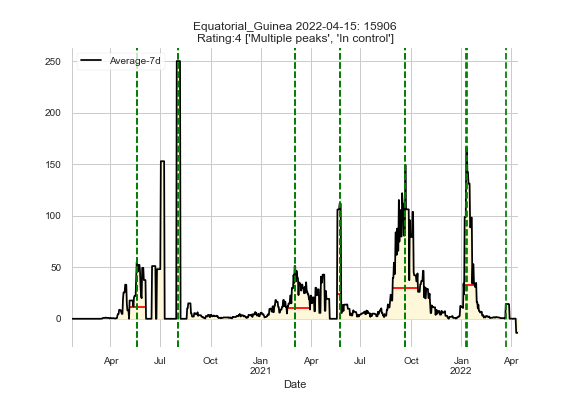 Equatorial_Guinea 2022-04-15: 15906
Rating:4 ['Multiple peaks', 'In control']
Average-7d
250
200
150
100
50
0
Apr Jul Oct Jan Apr Jul Oct Jan Apr
2021 2022
Date